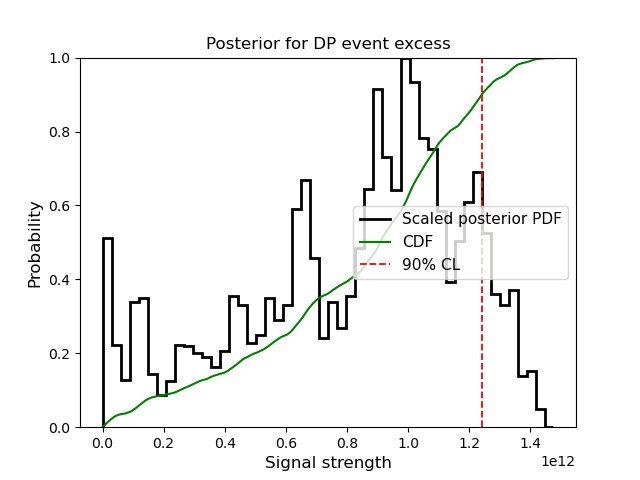 Posterior for DP event excess
1.0
0.8
0.6
0.4
0.2
0.0
Probability
Scaled posterior PDF
CDF
90% CL
0.0 0.2 0.4 0.6 0.8 1.0 1.2 1.4
1e12
Signal strength